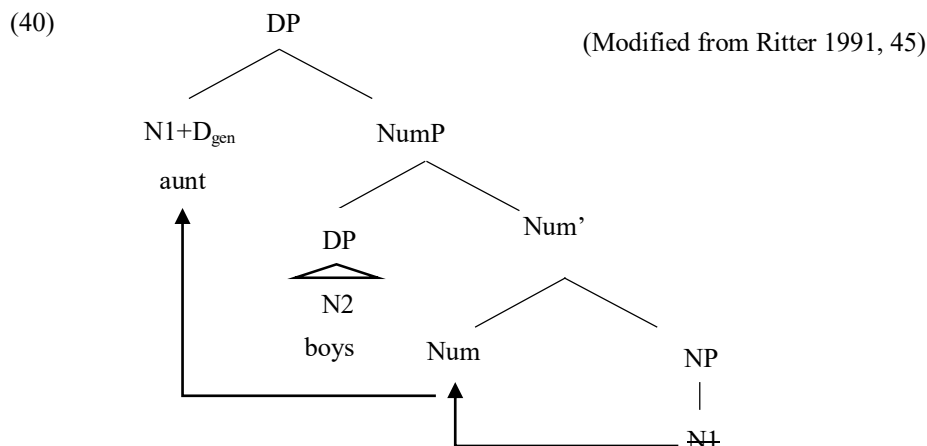 (40)
DP
(Modified from Ritter 1991, 45)
N1+Dgen
NumP
aunt
DP
Num’
N2
boys
Num
NP
N1